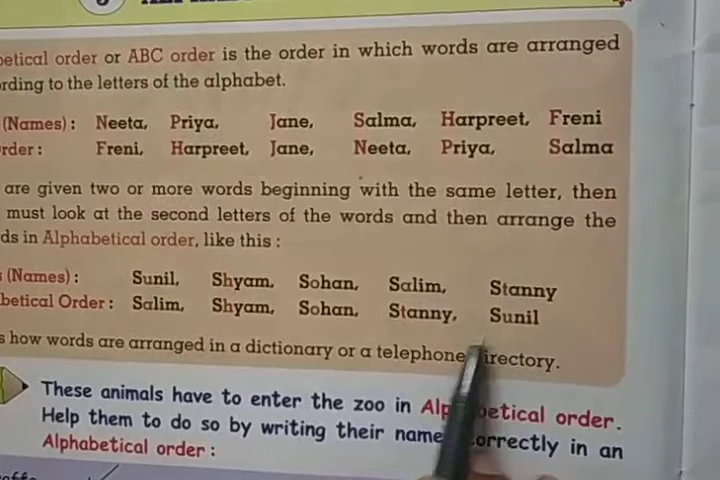 betical order or ABC order is the order in which words are arranged
rding to the letters of the alphabet.
(Names) : Neeta, Priya, Jane, Salma, Harpreet, Freni
rder : Freni, Harpreet, Jane, Neeta, Priya, Salma
are given two or more words beginning with the same letter, then
must look at the second letters of the words and then arrange the
ds in Alphabetical order, like this :
s (Names) : Sunil, Shyam, Sohan, Salim, Stanny
abetical Order : Salim, Shyam, Sohan, Stanny, Sunil
s how words are arranged in a dictionary or a telephone directory.
These animals have to enter the zoo in Alphabetical order.
Help them to do so by writing their name correctly in an
Alphabetical order :